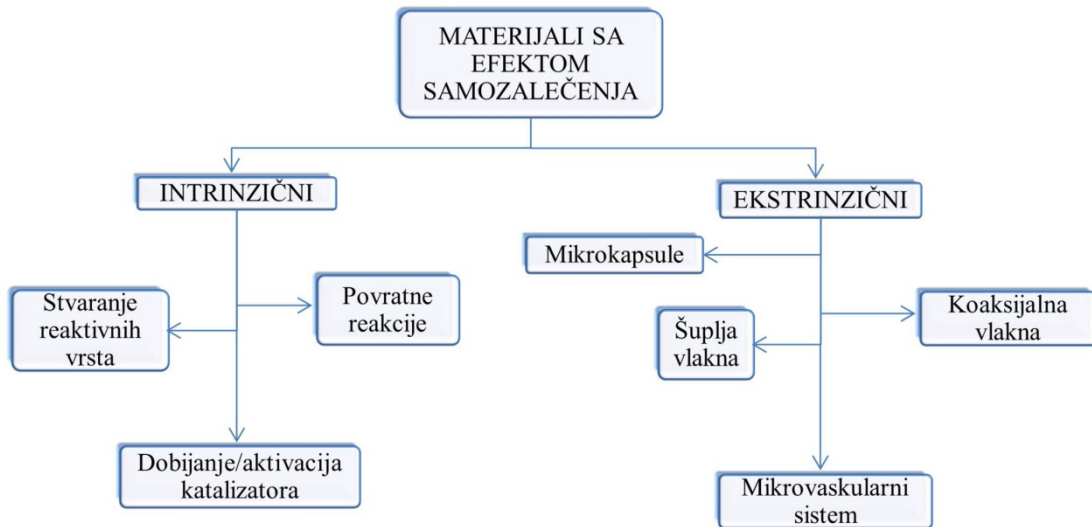 MATERIJALI SA
EFEKTOM
SAMOZALEČENJA
INTRINZIČNI
EKSTRINZIČNI
Stvaranje
reaktivnih
vrsta
Povratne
reakcije
Dobijanje/aktivacija
katalizatora
Mikrokapsule
Šuplja
vlakna
Koaksijalna
vlakna
Mikrovaskularni
sistem